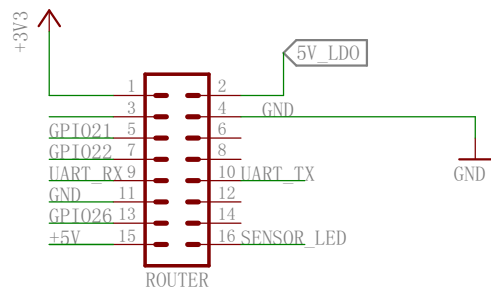 +3V3
5V_LDO
1 2
3 4 GND
GPIO21 5 6
GPIO22 7 8
UART_RX 9 10 UART_TX
GND
GND 11 12
GPIO26 13 14
+5V 15 16 SENSOR_LED
ROUTER